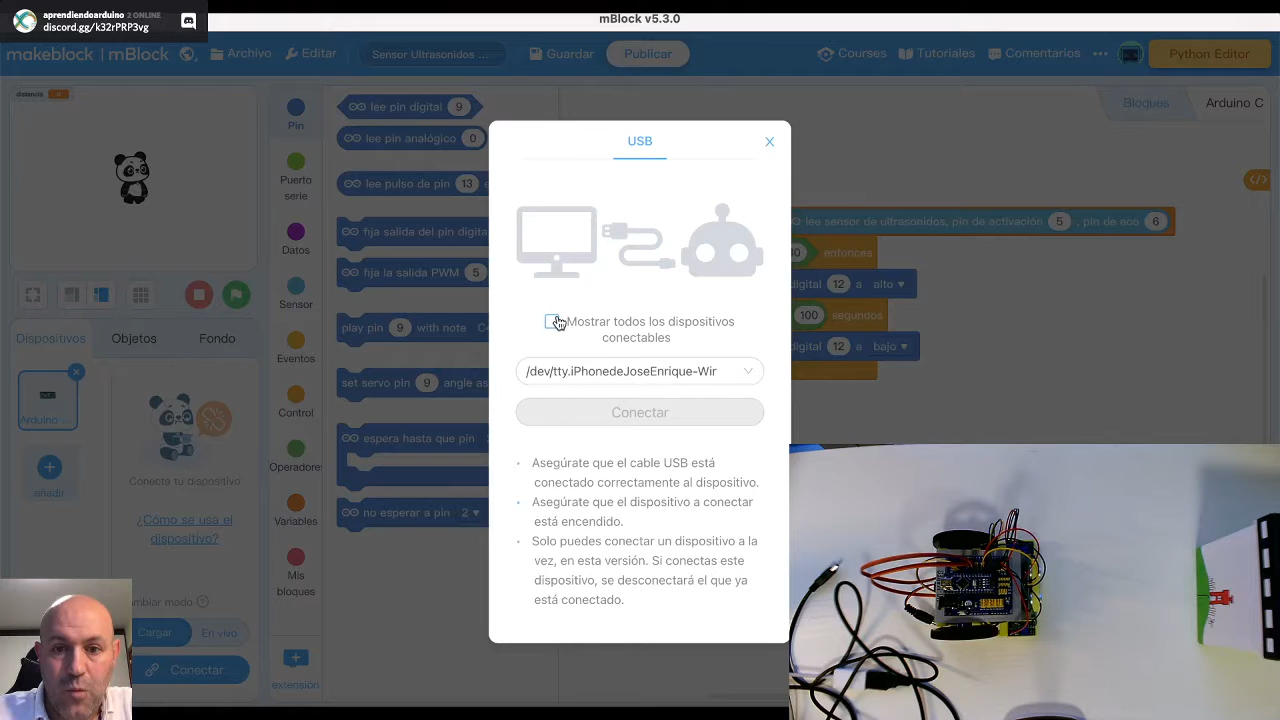 aprendiendoarduino 2 ONLINE
discord.gg/k32rPRP3vg
mBlock v5.3.0
makeblock | mBlock
Archivo
Editar
Sensor Ultrasonidos ...
Guardar
Publicar
Courses
Tutoriales
Comentarios
Python Editor
distancia
Pin
Puerto
serie
Datos
Sensor
Eventos
Control
Operadores
Variables
Mis
bloques
extensión
lee pin digital 9
lee pin analógico 0
lee pulso de pin 13
fija salida del pin digita
fija la salida PWM 5
play pin 9 with note
set servo pin 9 angle as
espera hasta que pin
no esperar a pin 2
Bloques
Arduino C
lee sensor de ultrasonidos, pin de activación 5 , pin de eco 6
entonces
digital 12 a alto
100 segundos
digital 12 a bajo
Dispositivos
Objetos
Fondo
Arduino
añadir
Conecta tu dispositivo
¿Cómo se usa el
dispositivo?
Cambiar modo
Cargar
En vivo
Conectar
USB
Mostrar todos los dispositivos
conectables
/dev/tty.iPhonedeJoseEnrique-Wir
Conectar
Asegúrate que el cable USB está
conectado correctamente al dispositivo.
Asegúrate que el dispositivo a conectar
está encendido.
Solo puedes conectar un dispositivo a la
vez, en esta versión. Si conectas este
dispositivo, se desconectará el que ya
está conectado.